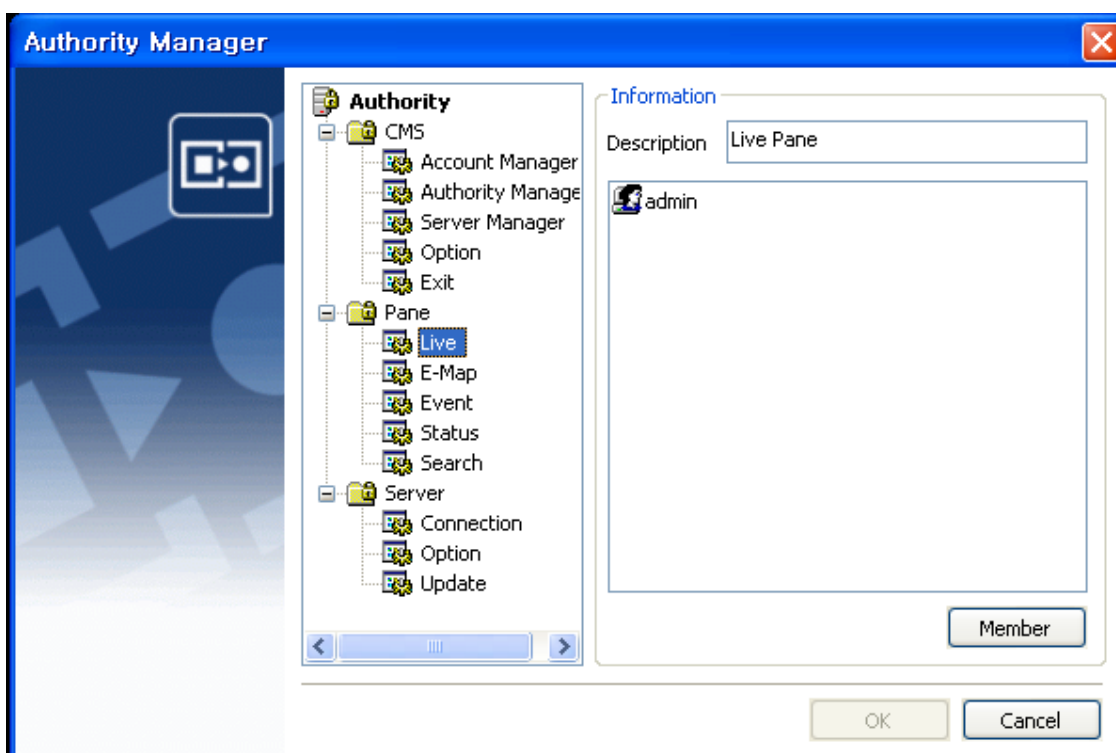 Authority Manager
Authority
CMS
Account Manager
Authority Manage
Server Manager
Option
Exit
Pane
Live
E-Map
Event
Status
Search
Server
Connection
Option
Update
Information
Description
Live Pane
admin
Member
OK
Cancel